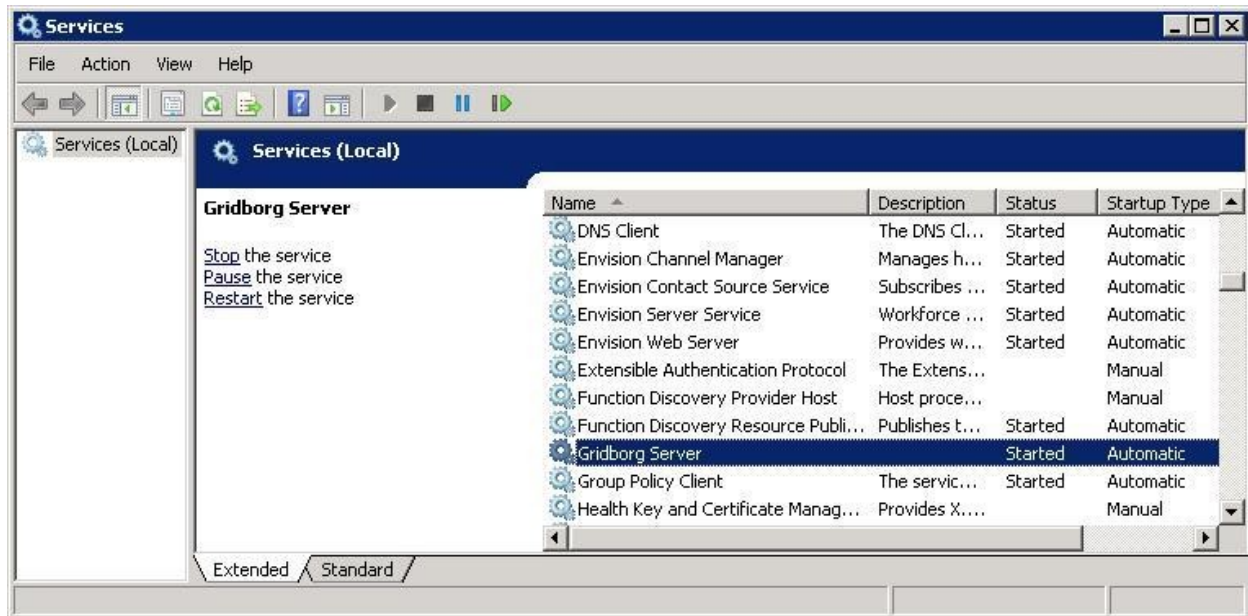 Services
File Action View Help
Services (Local)
Services (Local)
Gridborg Server
Stop the service
Pause the service
Restart the service
Name Description Status Startup Type
DNS Client The DNS Cl... Started Automatic
Envision Channel Manager Manages h... Started Automatic
Envision Contact Source Service Subscribes ... Started Automatic
Envision Server Service Workforce ... Started Automatic
Envision Web Server Provides w... Started Automatic
Extensible Authentication Protocol The Extens... Manual
Function Discovery Provider Host Host proce... Manual
Function Discovery Resource Publi... Publishes t... Started Automatic
Gridborg Server Started Automatic
Group Policy Client The servic... Started Automatic
Health Key and Certificate Manag... Provides X.... Manual
Extended Standard